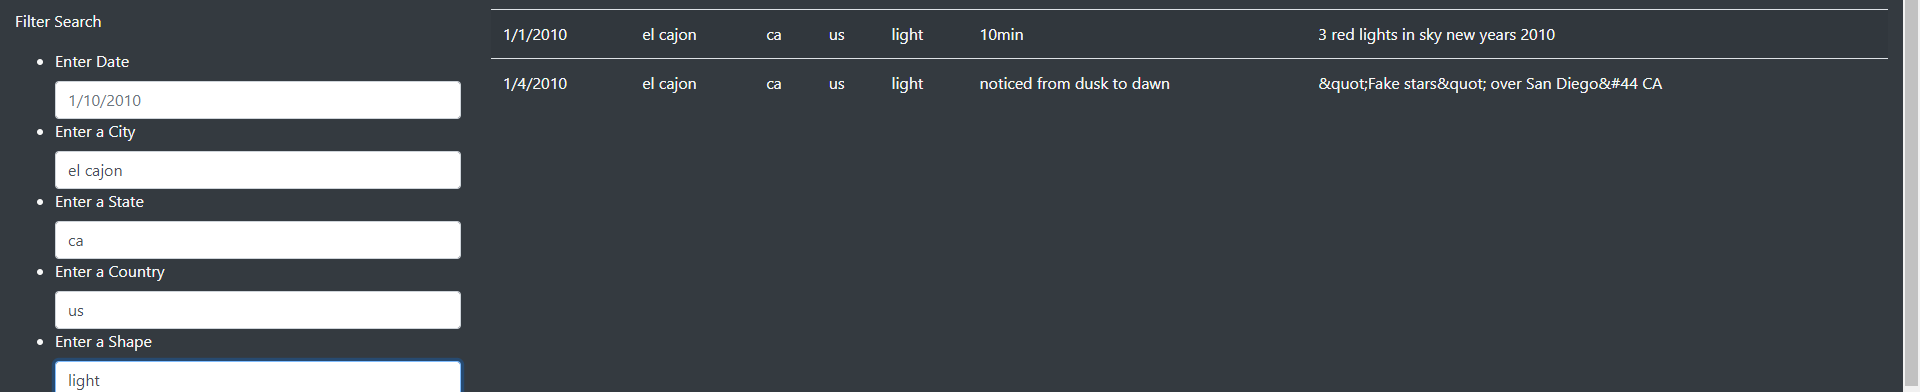 Filter Search
Enter Date
1/10/2010
Enter a City
el cajon
Enter a State
ca
Enter a Country
us
Enter a Shape
light
1/1/2010 el cajon ca us light 10min 3 red lights in sky new years 2010
1/4/2010 el cajon ca us light noticed from dusk to dawn &quot;Fake stars&quot; over San Diego&#44 CA